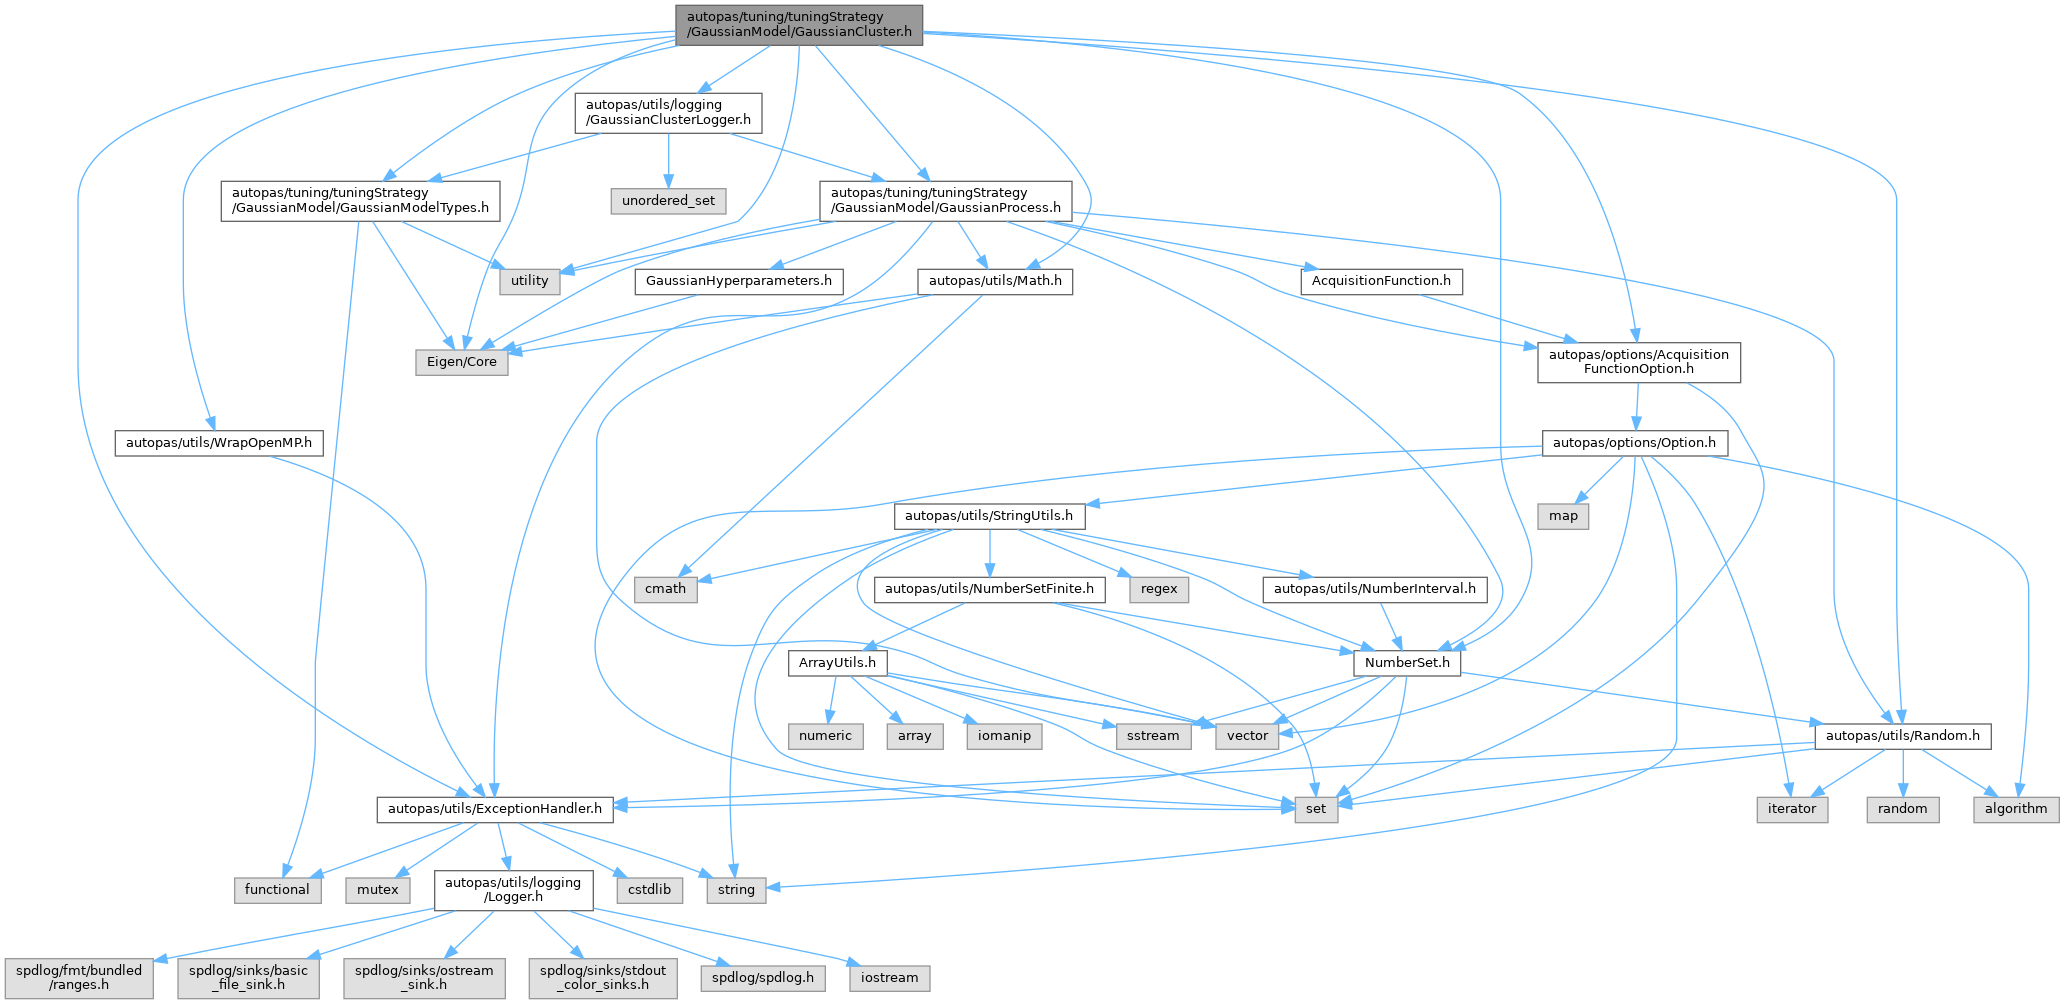 autopas/tuning/tuningStrategy
/GaussianModel/GaussianCluster.h
autopas/utils/logging
/GaussianClusterLogger.h
autopas/tuning/tuningStrategy
/GaussianModel/GaussianModelTypes.h
unordered_set
autopas/tuning/tuningStrategy
/GaussianModel/GaussianProcess.h
utility
GaussianHyperparameters.h
autopas/utils/Math.h
AcquisitionFunction.h
Eigen/Core
autopas/options/Acquisition
FunctionOption.h
autopas/utils/WrapOpenMP.h
autopas/options/Option.h
autopas/utils/StringUtils.h
map
cmath
autopas/utils/NumberSetFinite.h
regex
autopas/utils/NumberInterval.h
ArrayUtils.h
NumberSet.h
numeric
array
iomanip
sstream
vector
autopas/utils/Random.h
autopas/utils/ExceptionHandler.h
set
iterator
random
algorithm
functional
mutex
autopas/utils/logging
/Logger.h
cstdlib
string
spdlog/fmt/bundled
/ranges.h
spdlog/sinks/basic
_file_sink.h
spdlog/sinks/ostream
_sink.h
spdlog/sinks/stdout
_color_sinks.h
spdlog/spdlog.h
iostream